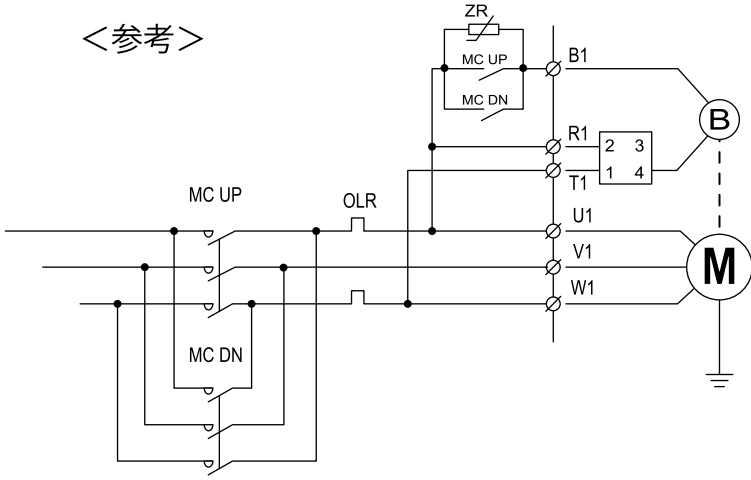 ＜参考＞
ZR
MC UP
MC DN
B1
B
R1
2 3
1 4
T1
MC UP
OLR
U1
V1
M
W1
MC DN